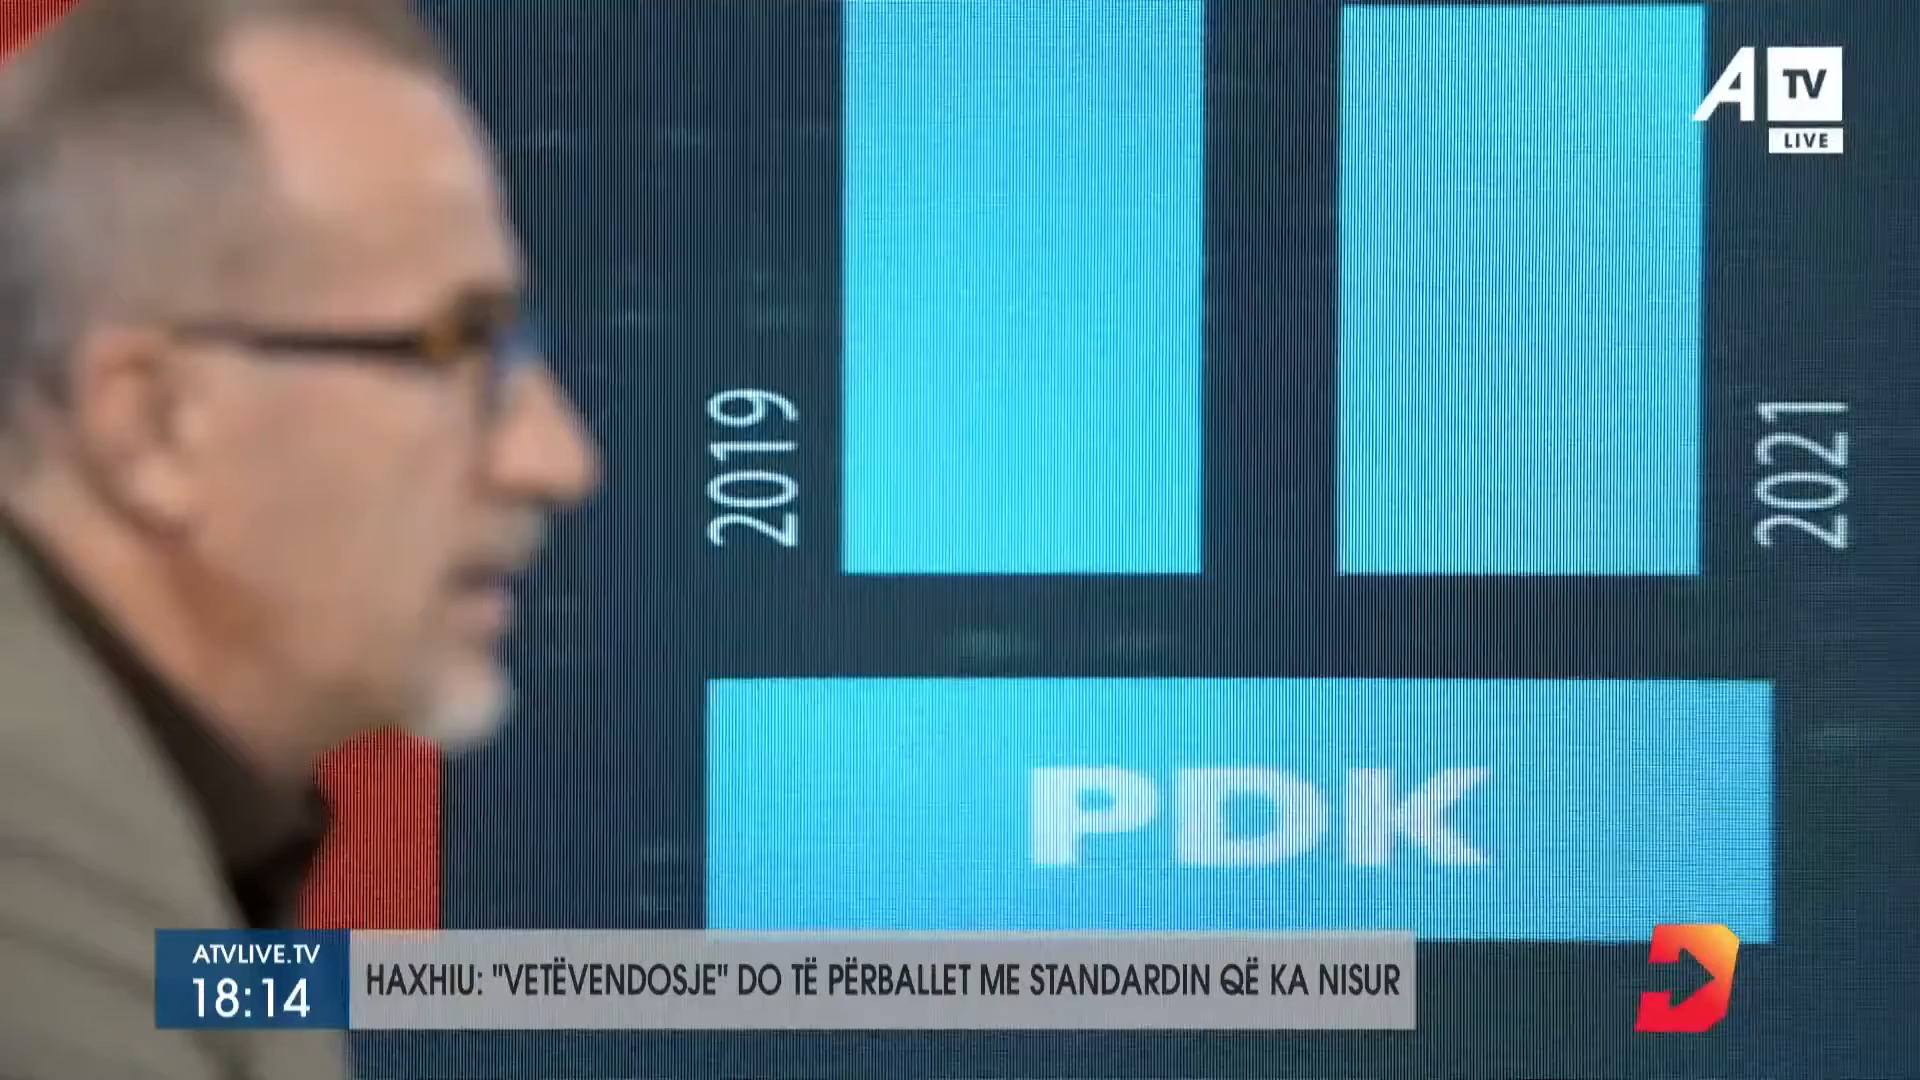 A TV
LIVE
2019
2021
PDK
ATVLIVE.TV
18:14
HAXHIU: "VETËVENDOSJE" DO TË PËRBALLET ME STANDARDIN QË KA NISUR